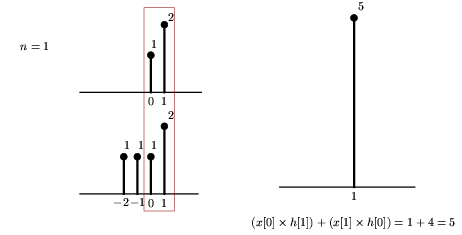 n = 1
2
1
0 1
1 1 1 2
−2 −1 0 1
5
1
(x[0] × h[1]) + (x[1] × h[0]) = 1 + 4 = 5